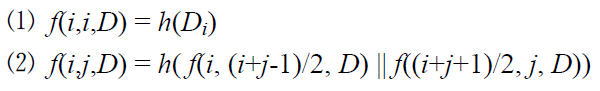 (1) f(i,i,D) = h(Di)
(2) f(i,j,D) = h( f(i, (i+j-1)/2, D) || f((i+j+1)/2, j, D))